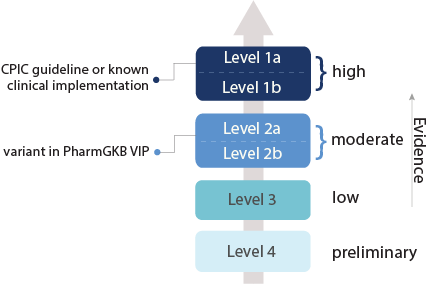 CPIC guideline or known
clinical implementation
Level 1a
Level 1b
high
variant in PharmGKB VIP
Level 2a
Level 2b
moderate
Level 3
low
Level 4
preliminary
Evidence